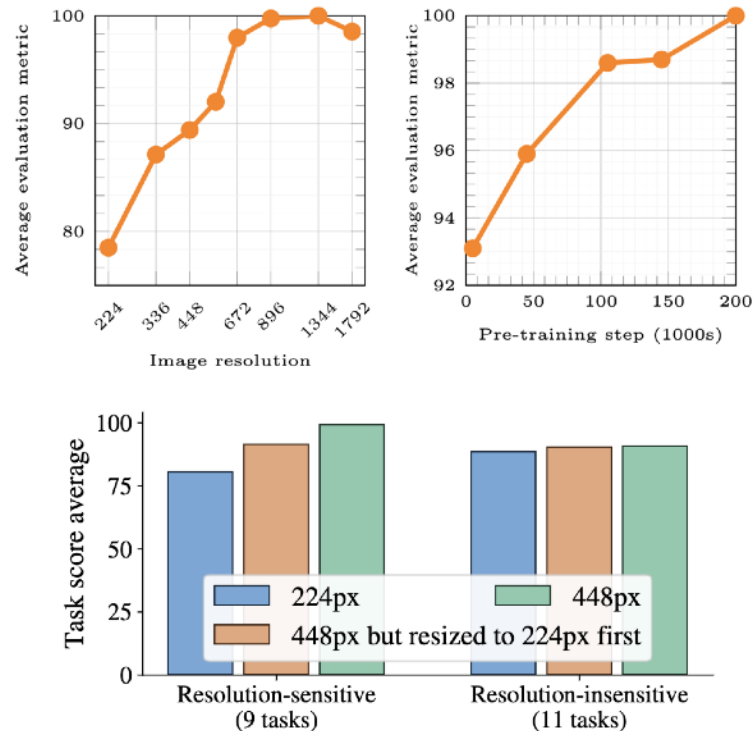 Average evaluation metric
100
90
80
224
336
448
672
896
1344
1792
Image resolution
Average evaluation metric
100
98
96
94
92
0
50
100
150
200
Pre-training step (1000s)
Task score average
100
75
50
25
0
224px
448px
448px but resized to 224px first
Resolution-sensitive
(9 tasks)
Resolution-insensitive
(11 tasks)